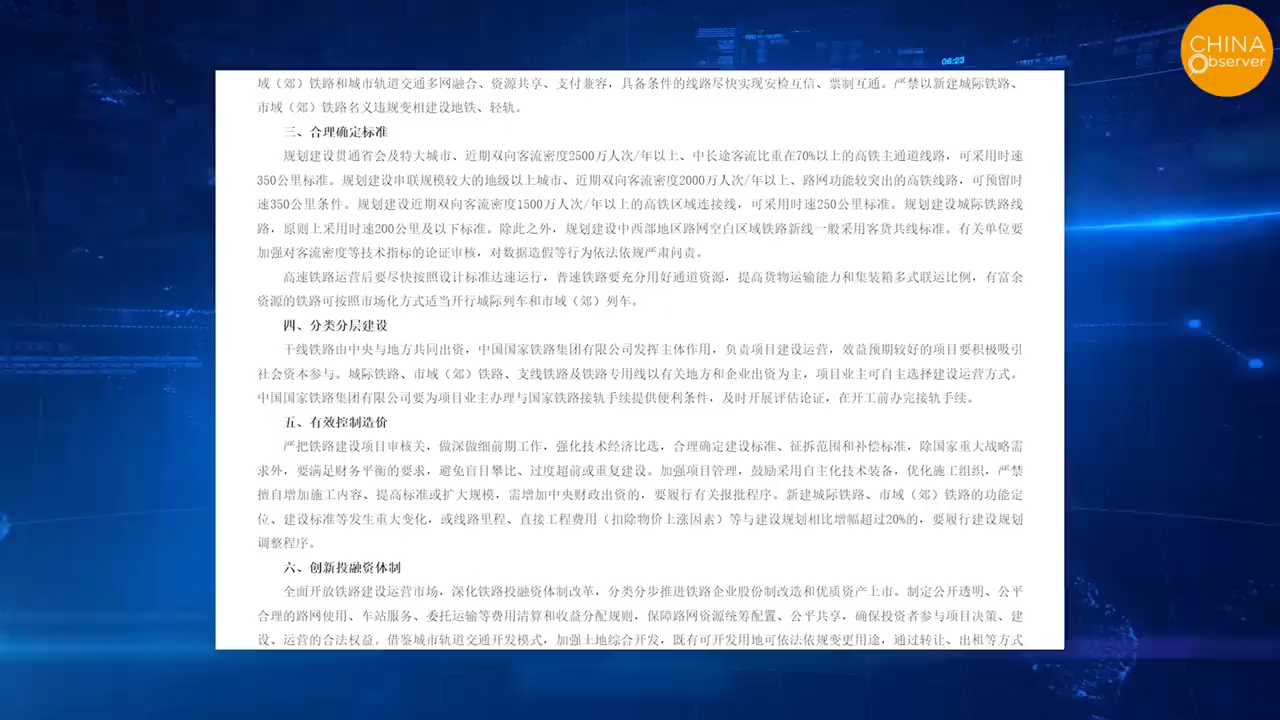 CHINA
Observer
06:23
域（郊）铁路和城市轨道交通多网融合、资源共享、支付兼容，具备条件的线路尽快实现安检互信、票制互通。严禁以新建城际铁路、
市域（郊）铁路名义违规变相建设地铁、轻轨。
三、合理确定标准
规划建设贯通省会及特大城市、近期双向客流密度2500万人次/年以上、中长途客流比重在70%以上的高铁主通道线路，可采用时速
350公里标准。规划建设串联规模较大的地级以上城市、近期双向客流密度2000万人次/年以上、路网功能较突出的高铁线路，可预留时
速350公里条件。规划建设近期双向客流密度1500万人次/年以上的高铁区域连接线，可采用时速250公里标准。规划建设城际铁路线
路，原则上采用时速200公里及以下标准。除此之外，规划建设中西部地区路网空白区域铁路新线一般采用客货共线标准。有关单位要
加强对客流密度等技术指标的论证审核，对数据造假等行为依法依规严肃问责。
高速铁路运营后要尽快按照设计标准达速运行，普速铁路要充分用好通道资源，提高货物运输能力和集装箱多式联运比例，有富余
资源的铁路可按照市场化方式适当开行城际列车和市域（郊）列车。
四、分类分层建设
干线铁路由中央与地方共同出资，中国国家铁路集团有限公司发挥主体作用，负责项目建设运营，效益预期较好的项目要积极吸引
社会资本参与。城际铁路、市域（郊）铁路、支线铁路及铁路专用线以有关地方和企业出资为主，项目业主可自主选择建设运营方式。
中国国家铁路集团有限公司要为项目业主办理与国家铁路接轨手续提供便利条件，及时开展评估论证，在开工前办完接轨手续。
五、有效控制造价
严把铁路建设项目审核关，做深做细前期工作，强化技术经济比选，合理确定建设标准、征拆范围和补偿标准，除国家重大战略需
求外，要满足财务平衡的要求，避免盲目攀比、过度超前或重复建设。加强项目管理，鼓励采用自主化技术装备，优化施工组织，严禁
擅自增加施工内容、提高标准或扩大规模，需增加中央财政出资的，要履行有关报批程序。新建城际铁路、市域（郊）铁路的功能定
位、建设标准等发生重大变化，或线路里程、直接工程费用（扣除物价上涨因素）等与建设规划相比增幅超过20%的，要履行建设规划
调整程序。
六、创新投融资体制
全面开放铁路建设运营市场，深化铁路投融资体制改革，分类分步推进铁路企业股份制改造和优质资产上市。制定公开透明、公平
合理的路网使用、车站服务、委托运输等费用清算和收益分配规则，保障路网资源统筹配置、公平共享，确保投资者参与项目决策、建
设、运营的合法权益。借鉴城市轨道交通开发模式，加强土地综合开发，既有可开发用地可依法依规变更用途，通过转让、出租等方式